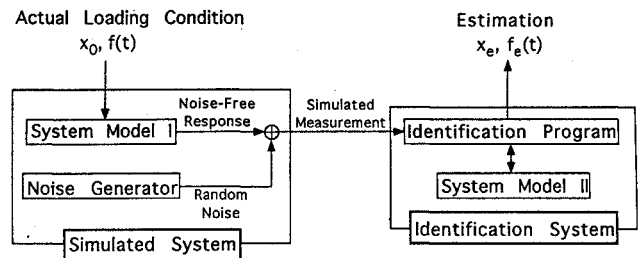 Actual Loading Condition
x0, f(t)
Estimation
xe, fe(t)
System Model I
Noise-Free
Response
Simulated
Measurement
Identification Program
Noise Generator
Random
Noise
System Model II
Simulated System
Identification System